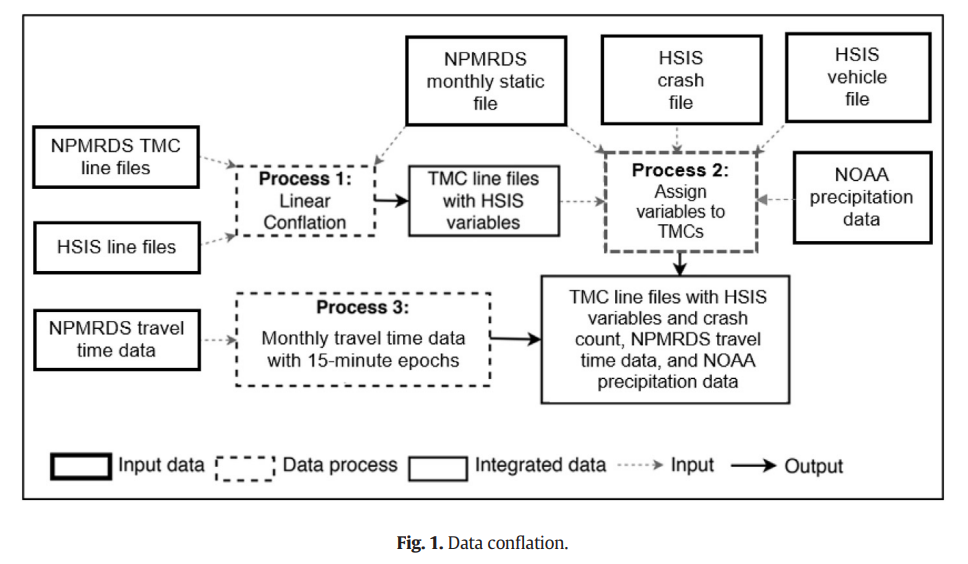 NPMRDS
monthly static
file
HSIS
crash
file
HSIS
vehicle
file
NPMRDS TMC
line files
Process 1:
Linear
Conflation
TMC line files
with HSIS
variables
Process 2:
Assign
variables to
TMCs
NOAA
precipitation
data
HSIS line files
NPMRDS travel
time data
Process 3:
Monthly travel time data
with 15-minute epochs
TMC line files with HSIS
variables and crash
count, NPMRDS travel
time data, and NOAA
precipitation data
Input data
Data process
Integrated data
Input
Output
Fig. 1. Data conflation.